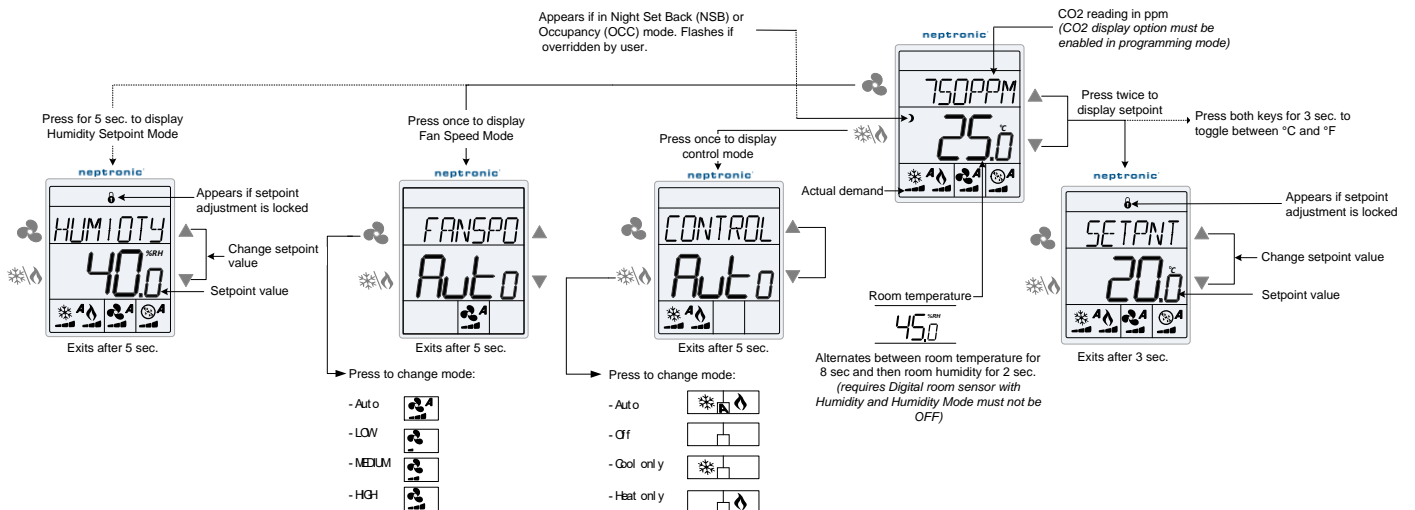 Appears if in Night Set Back (NSB) or
Occupancy (OCC) mode. Flashes if
overridden by user.
CO2 reading in ppm
(CO2 display option must be
enabled in programming mode)
neptronic
750PPM
25.0
°C
A
A
A
Press twice to
display setpoint
Press both keys for 3 sec. to
toggle between °C and °F
Actual demand
Press for 5 sec. to display
Humidity Setpoint Mode
neptronic
Appears if setpoint
adjustment is locked
HUMIDTY
%RH
40.0
Change setpoint
value
Setpoint value
A
A
A
Exits after 5 sec.
Press once to display
Fan Speed Mode
neptronic
FANSPD
Auto
A
Exits after 5 sec.
Press to change mode:
- Auto
A
- LOW
- MEDIUM
- HIGH
Press once to display
control mode
neptronic
CONTROL
Auto
A
Exits after 5 sec.
Press to change mode:
- Auto
A
- Off
- Cool only
- Heat only
Room temperature
45.0
%RH
Alternates between room temperature for
8 sec and then room humidity for 2 sec.
(requires Digital room sensor with
Humidity and Humidity Mode must not be
OFF)
neptronic
Appears if setpoint
adjustment is locked
SETPNT
°C
20.0
Change setpoint value
Setpoint value
A
A
A
Exits after 3 sec.